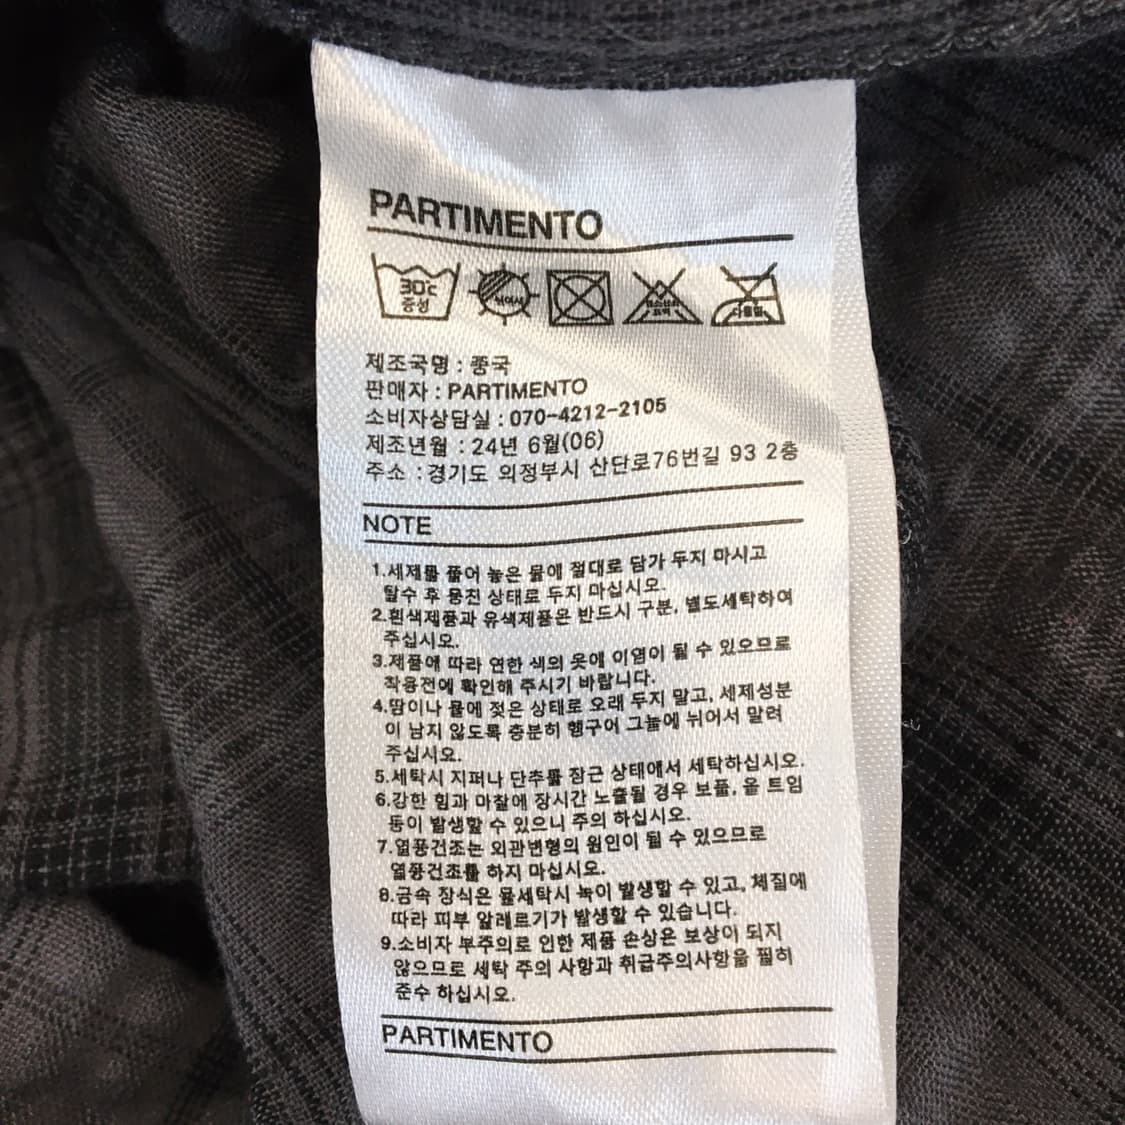 PARTIMENTO
30℃
중성
뉘어서
염소산화
표백
다림질
제조국명 : 중국
판매자 : PARTIMENTO
소비자상담실 : 070-4212-2105
제조년월 : 24년 6월(06)
주소 : 경기도 의정부시 산단로76번길 93 2층
NOTE
1.세제를 풀어 놓은 물에 절대로 담가 두지 마시고
탈수 후 뭉친 상태로 두지 마십시오.
2.흰색제품과 유색제품은 반드시 구분, 별도세탁하여
주십시오.
3.제품에 따라 연한 색의 옷에 이염이 될 수 있으므로
착용전에 확인해 주시기 바랍니다.
4.땀이나 물에 젖은 상태로 오래 두지 말고, 세제성분
이 남지 않도록 충분히 헹구어 그늘에 뉘어서 말려
주십시오.
5.세탁시 지퍼나 단추를 잠근 상태에서 세탁하십시오.
6.강한 힘과 마찰에 장시간 노출될 경우 보풀, 올 트임
등이 발생할 수 있으니 주의 하십시오.
7.열풍건조는 외관변형의 원인이 될 수 있으므로
열풍건조를 하지 마십시오.
8.금속 장식은 물세탁시 녹이 발생할 수 있고, 체질에
따라 피부 알레르기가 발생할 수 있습니다.
9.소비자 부주의로 인한 제품 손상은 보상이 되지
않으므로 세탁 주의 사항과 취급주의사항을 필히
준수 하십시오.
PARTIMENTO